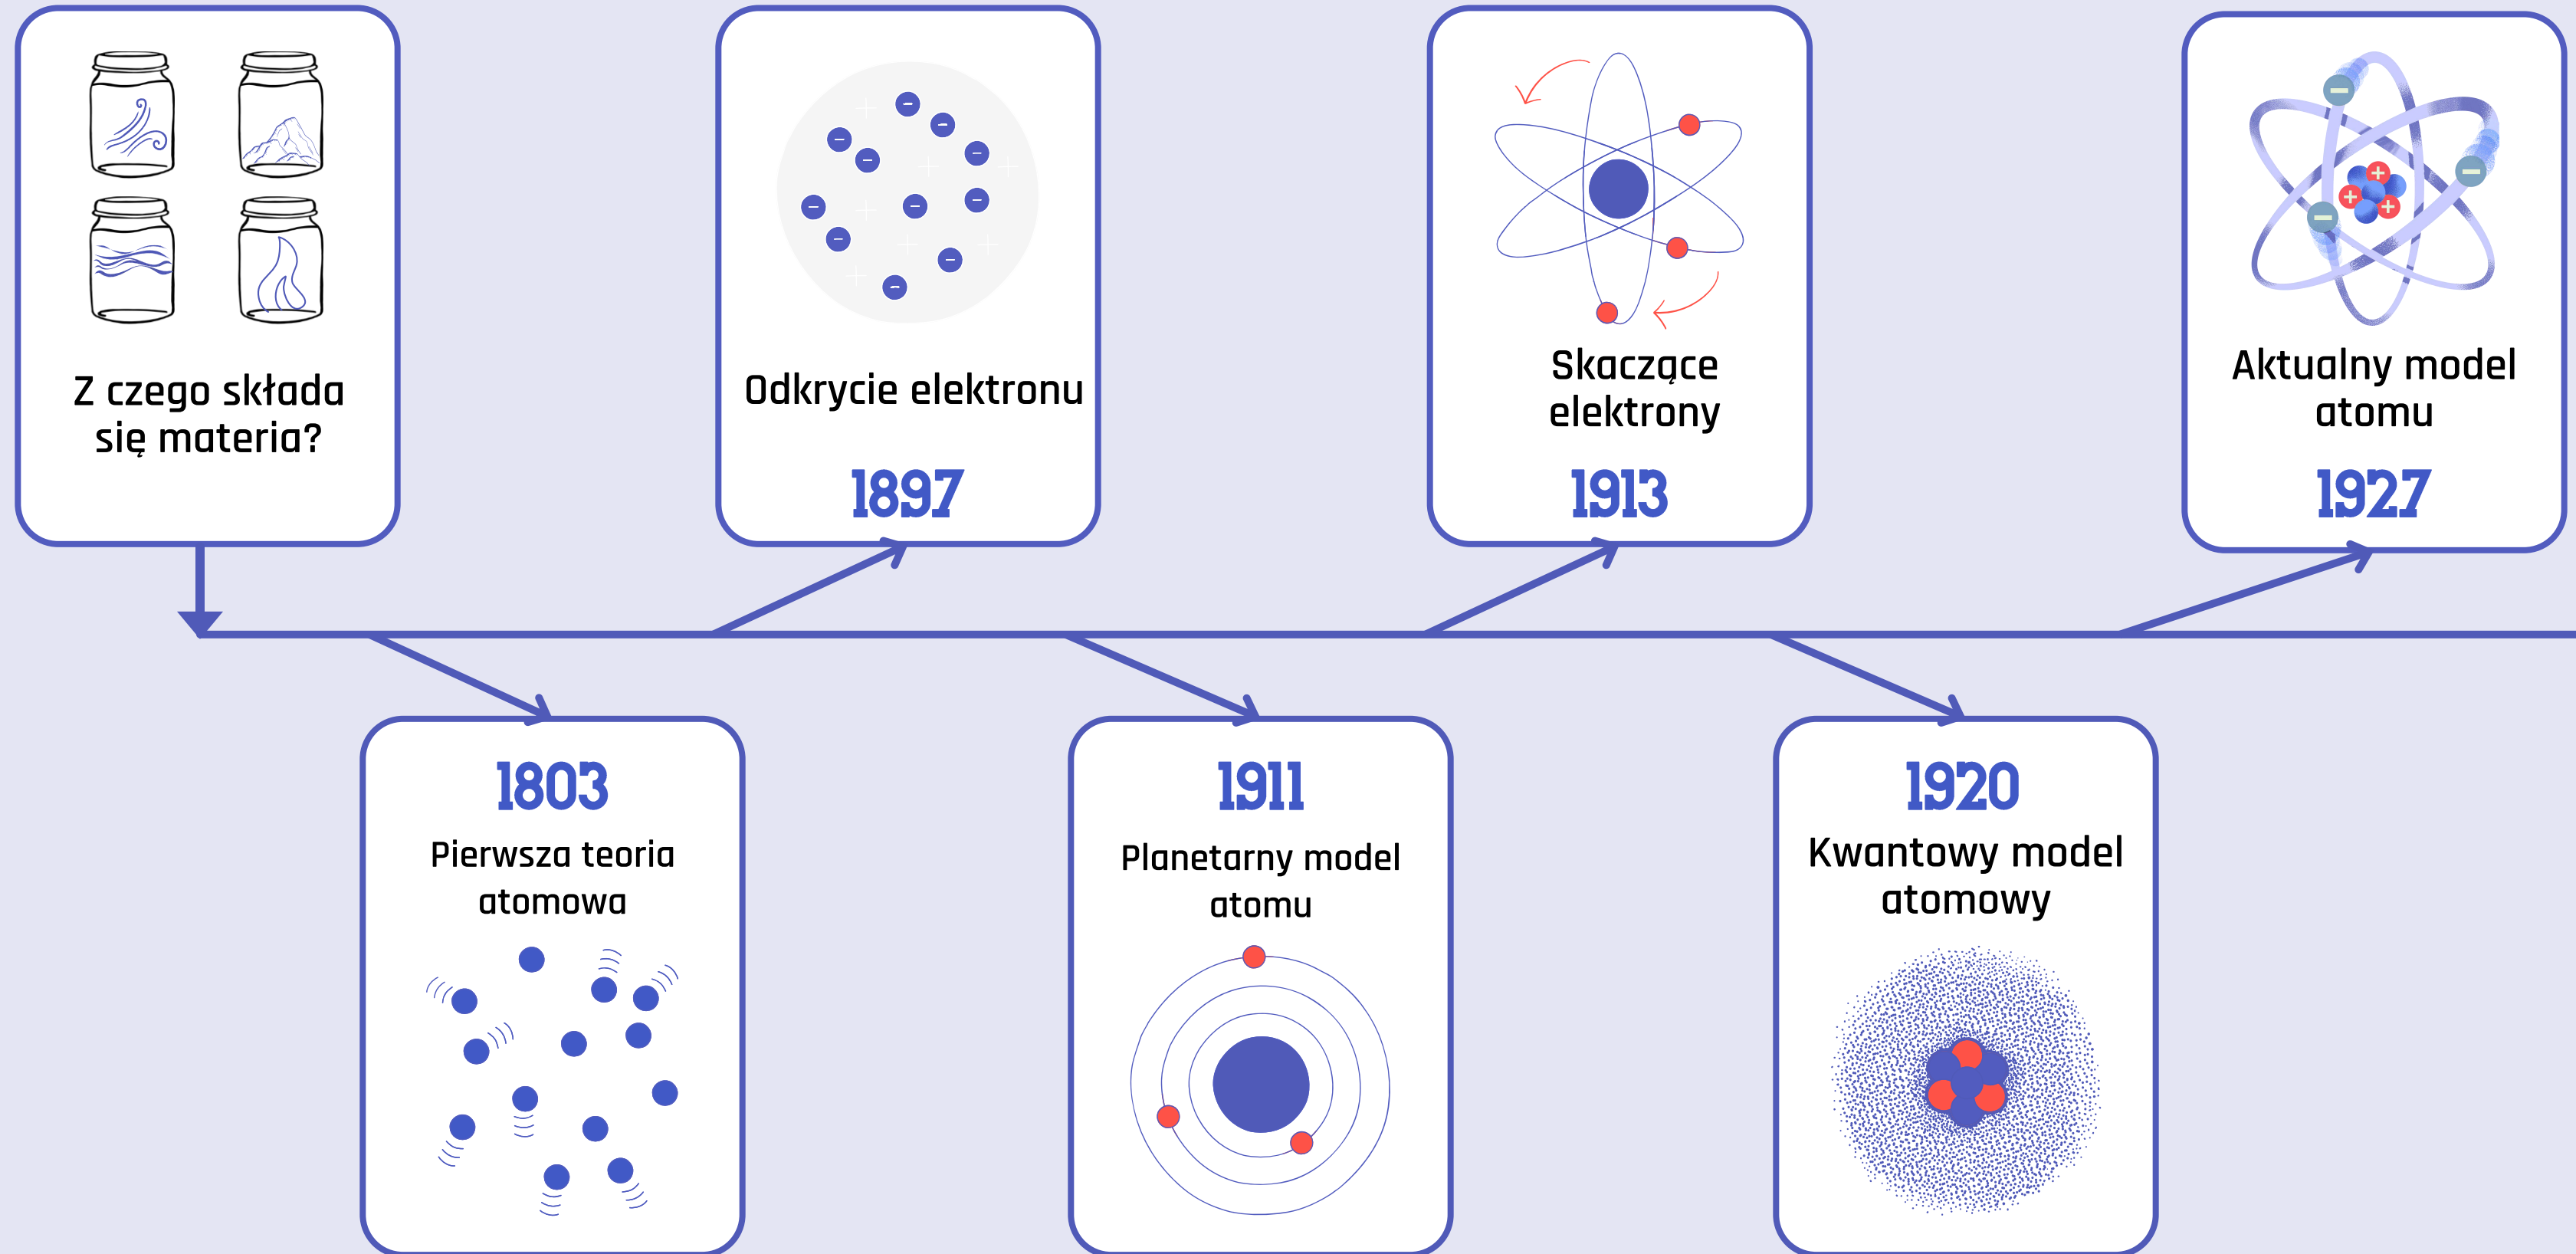 Z czego składa
się materia?
1803
Pierwsza teoria
atomowa
Odkrycie elektronu
1897
1911
Planetarny model
atomu
Skaczące
elektrony
1913
1920
Kwantowy model
atomowy
Aktualny model
atomu
1927